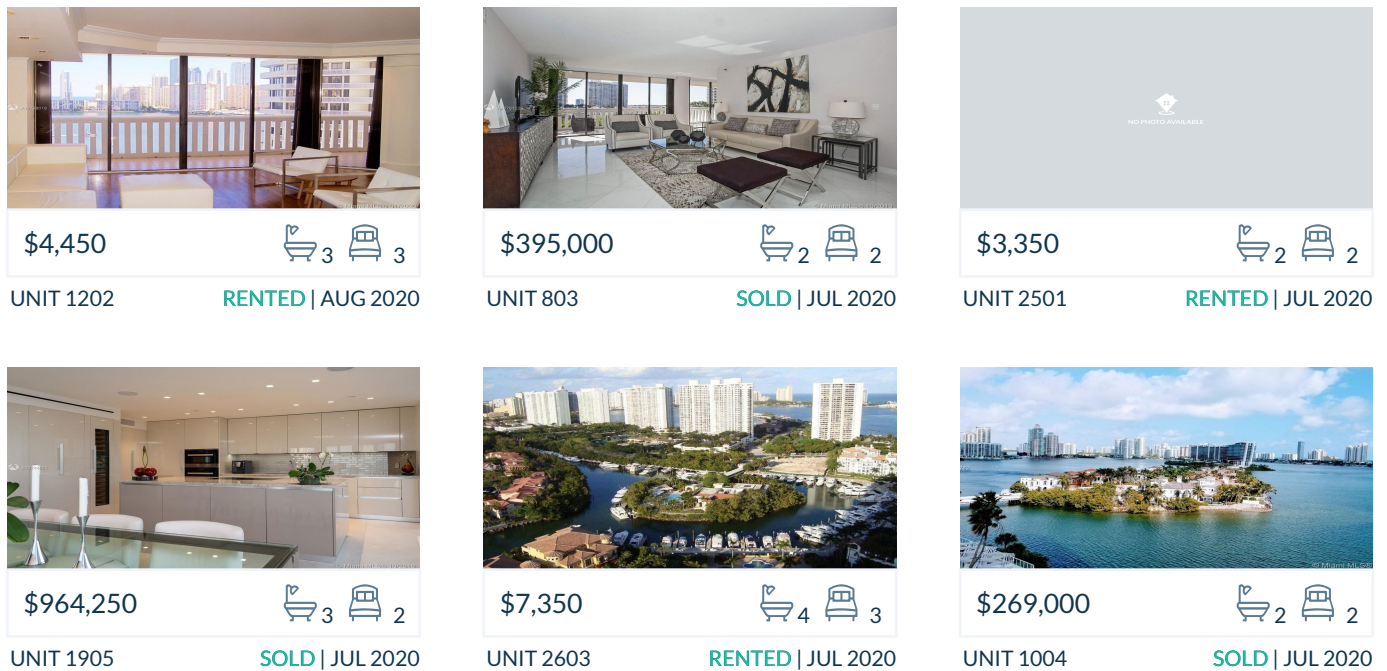 NO PHOTO AVAILABLE
$4,450 3 3
$395,000 2 2
$3,350 2 2
UNIT 1202 RENTED | AUG 2020
UNIT 803 SOLD | JUL 2020
UNIT 2501 RENTED | JUL 2020
© Miami MLS®
$964,250 3 2
$7,350 4 3
$269,000 2 2
UNIT 1905 SOLD | JUL 2020
UNIT 2603 RENTED | JUL 2020
UNIT 1004 SOLD | JUL 2020